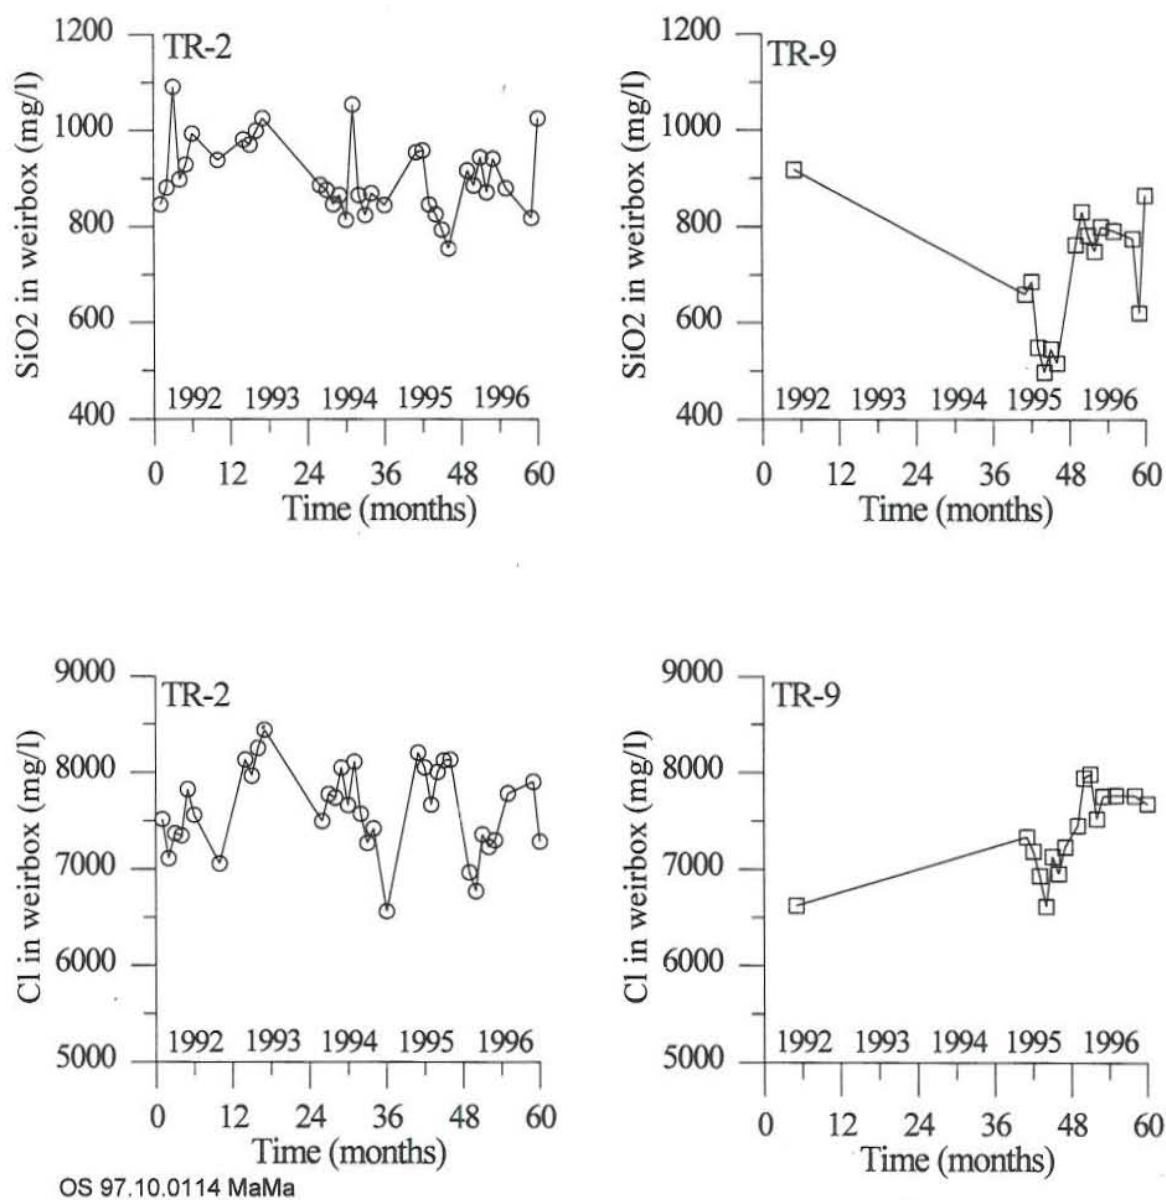 TR-2
SiO2 in weirbox (mg/l)
1200
1000
800
600
400
1992 1993 1994 1995 1996
0 12 24 36 48 60
Time (months)
TR-9
SiO2 in weirbox (mg/l)
1200
1000
800
600
400
1992 1993 1994 1995 1996
0 12 24 36 48 60
Time (months)
TR-2
Cl in weirbox (mg/l)
9000
8000
7000
6000
5000
1992 1993 1994 1995 1996
0 12 24 36 48 60
Time (months)
TR-9
Cl in weirbox (mg/l)
9000
8000
7000
6000
5000
1992 1993 1994 1995 1996
0 12 24 36 48 60
Time (months)
OS 97.10.0114 MaMa